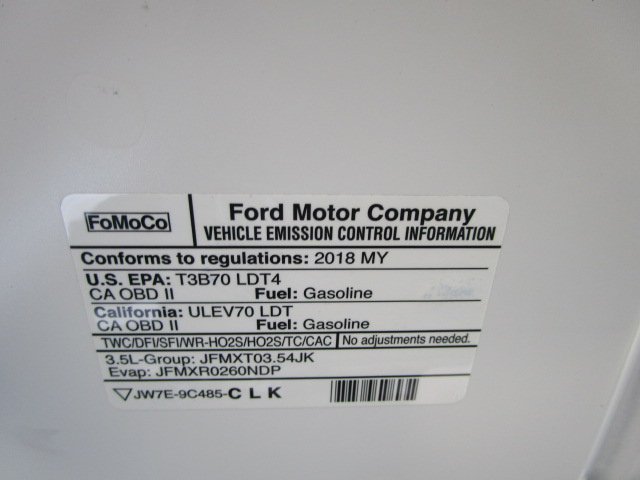 FoMoCo
Ford Motor Company
VEHICLE EMISSION CONTROL INFORMATION
Conforms to regulations: 2018 MY
U.S. EPA: T3B70 LDT4
CA OBD II Fuel: Gasoline
California: ULEV70 LDT
CA OBD II Fuel: Gasoline
TWC/DFI/SFI/WR-HO2S/HO2S/TC/CAC No adjustments needed.
3.5L-Group: JFMXT03.54JK
Evap: JFMXR0260NDP
JW7E-9C485-C L K